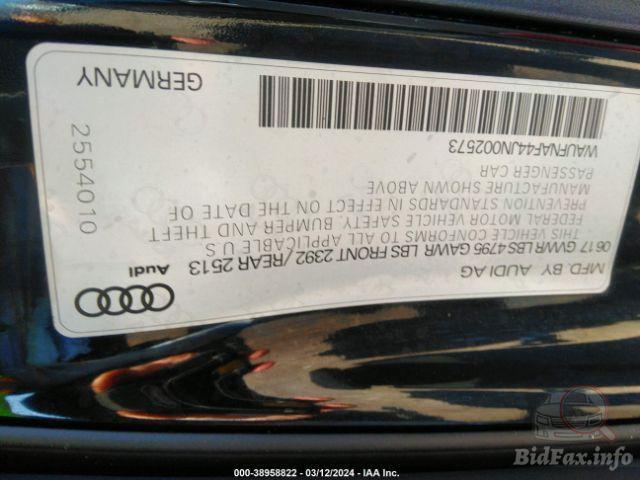 MFD. BY AUDI AG
06 17 GVWR LBS 4795 GAWR LBS FRONT 2392 / REAR 2513
THIS VEHICLE CONFORMS TO ALL APPLICABLE U S
FEDERAL MOTOR VEHICLE SAFETY, BUMPER AND THEFT
PREVENTION STANDARDS IN EFFECT ON THE DATE OF
MANUFACTURE SHOWN ABOVE
PASSENGER CAR
WAUFNAF44JN002573
Audi
2554010
GERMANY
BidFax.info
000-38958822 - 03/12/2024 - IAA Inc.